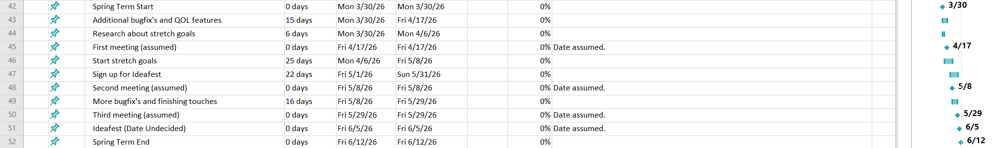 42 Spring Term Start 0 days Mon 3/30/26 Mon 3/30/26 0% 3/30
43 Additional bugfix's and QOL features 15 days Mon 3/30/26 Fri 4/17/26 0%
44 Research about stretch goals 6 days Mon 3/30/26 Mon 4/6/26 0%
45 First meeting (assumed) 0 days Fri 4/17/26 Fri 4/17/26 0% Date assumed. 4/17
46 Start stretch goals 25 days Mon 4/6/26 Fri 5/8/26 0%
47 Sign up for Ideafest 22 days Fri 5/1/26 Sun 5/31/26 0%
48 Second meeting (assumed) 0 days Fri 5/8/26 Fri 5/8/26 0% Date assumed. 5/8
49 More bugfix's and finishing touches 16 days Fri 5/8/26 Fri 5/29/26 0%
50 Third meeting (assumed) 0 days Fri 5/29/26 Fri 5/29/26 0% Date assumed. 5/29
51 Ideafest (Date Undecided) 0 days Fri 6/5/26 Fri 6/5/26 0% Date assumed. 6/5
52 Spring Term End 0 days Fri 6/12/26 Fri 6/12/26 0% 6/12